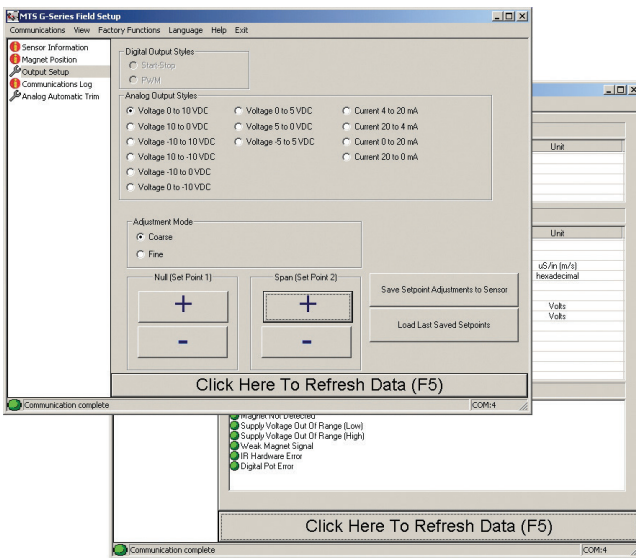 MTS G-Series Field Setup
Communications View Factory Functions Language Help Exit
Sensor Information
Magnet Position
Output Setup
Communications Log
Analog Automatic Trim
Digital Output Styles
Start-Stop
PWM
Analog Output Styles
Voltage 0 to 10 VDC
Voltage 10 to 0 VDC
Voltage -10 to 10 VDC
Voltage 10 to -10 VDC
Voltage -10 to 0 VDC
Voltage 0 to -10 VDC
Voltage 0 to 5 VDC
Voltage 5 to 0 VDC
Voltage -5 to 5 VDC
Current 4 to 20 mA
Current 20 to 4 mA
Current 0 to 20 mA
Current 20 to 0 mA
Adjustment Mode
Coarse
Fine
Null (Set Point 1)
+
-
Span (Set Point 2)
+
-
Save Setpoint Adjustments to Sensor
Load Last Saved Setpoints
Click Here To Refresh Data (F5)
Communication complete
COM:4
Unit
Unit
uS/in (m/s)
hexadecimal
Volts
Volts
Magnet Not Detected
Supply Voltage Out Of Range (Low)
Supply Voltage Out Of Range (High)
Weak Magnet Signal
IR Hardware Error
Digital Pot Error
Click Here To Refresh Data (F5)
Communication complete
COM:4